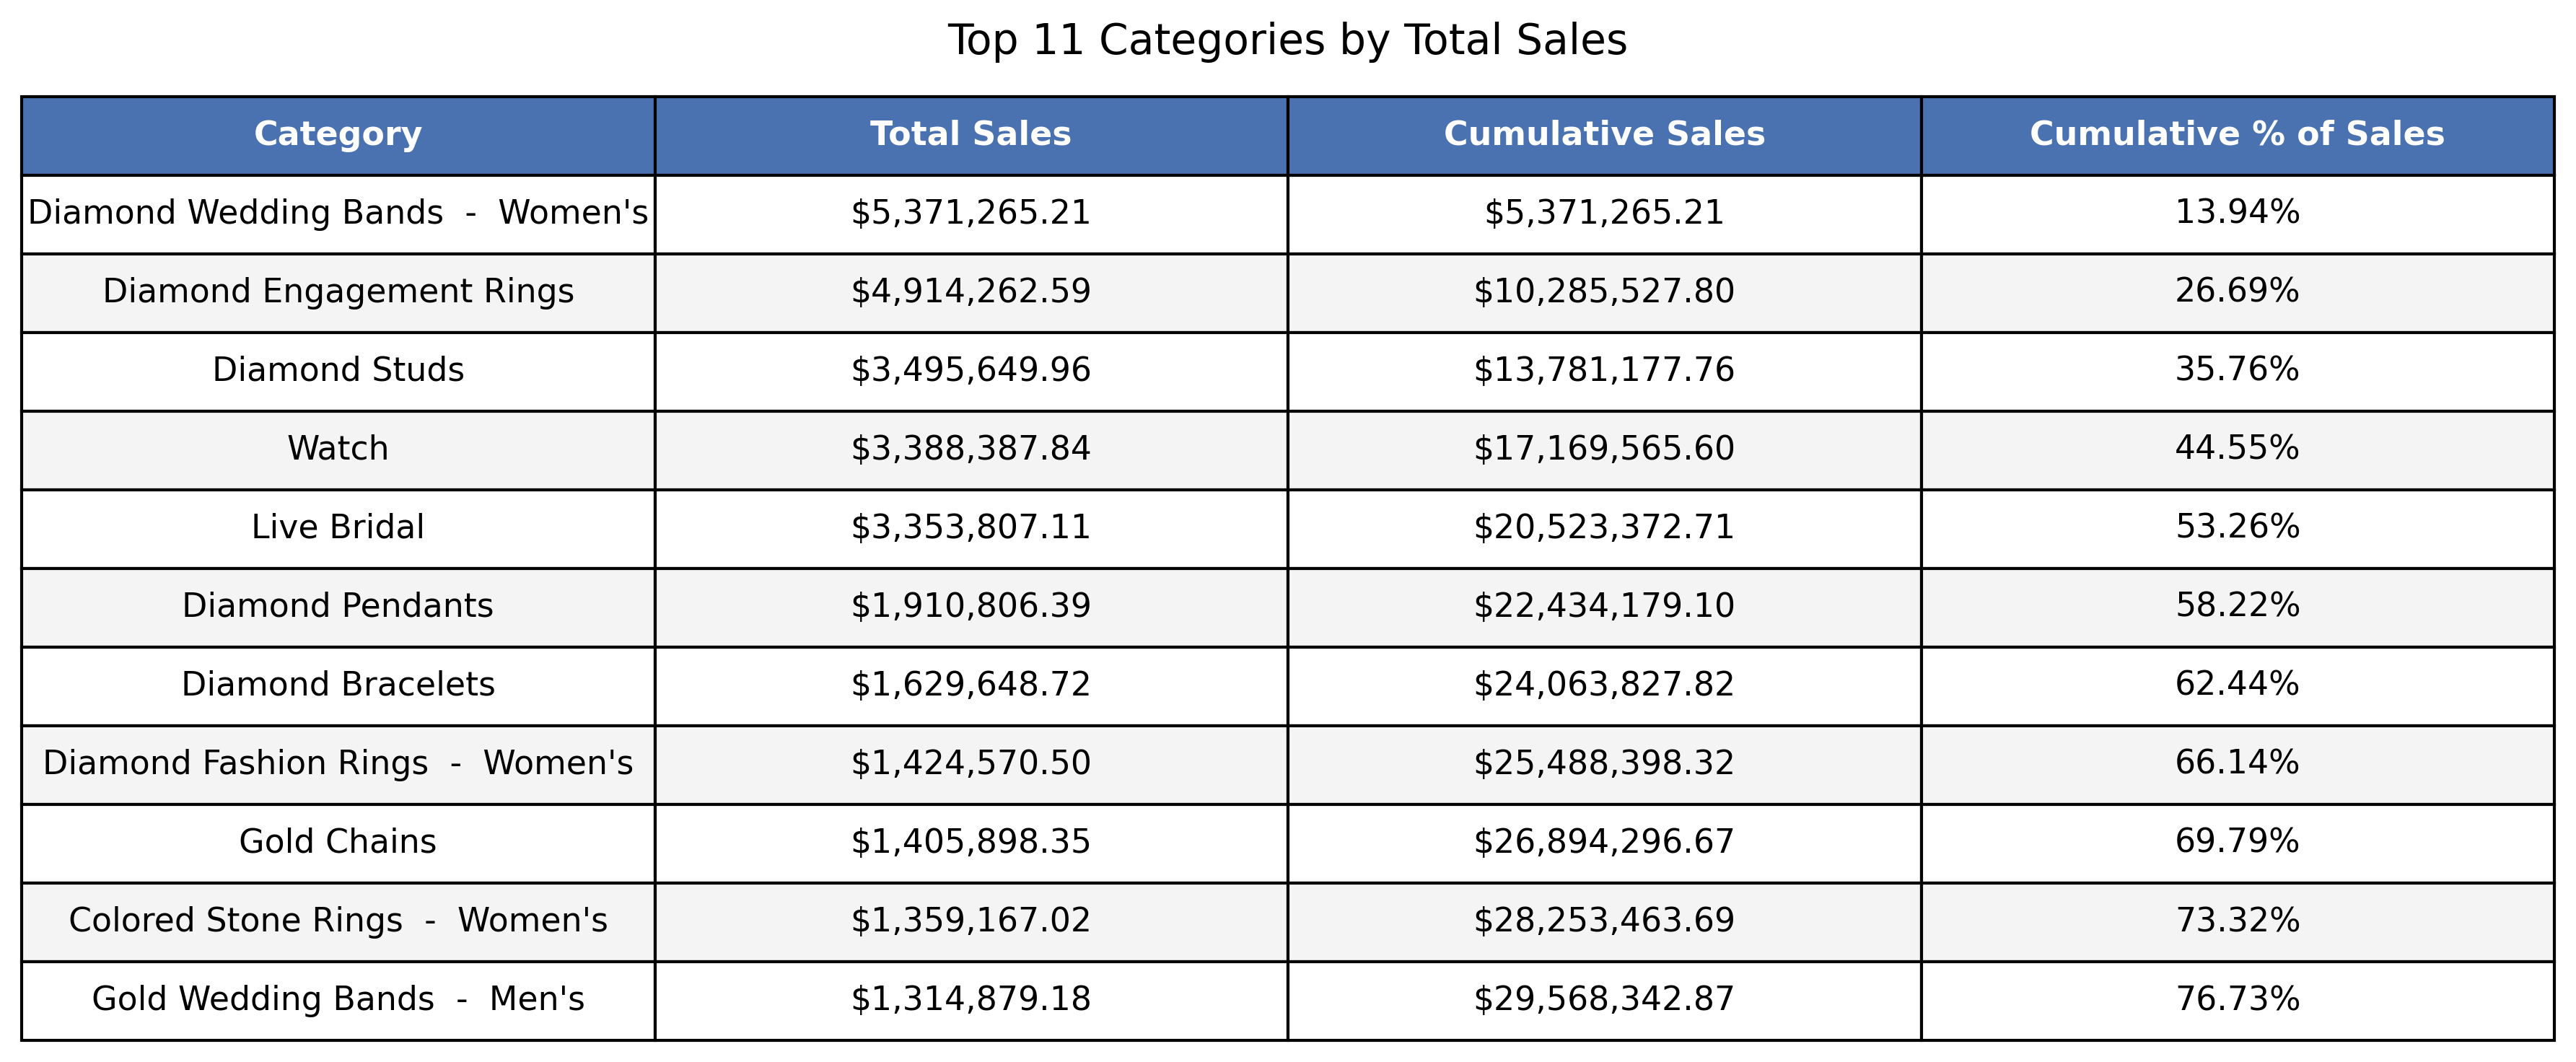 Top 11 Categories by Total Sales
Category Total Sales Cumulative Sales Cumulative % of Sales
Diamond Wedding Bands  -  Women's $5,371,265.21 $5,371,265.21 13.94%
Diamond Engagement Rings $4,914,262.59 $10,285,527.80 26.69%
Diamond Studs $3,495,649.96 $13,781,177.76 35.76%
Watch $3,388,387.84 $17,169,565.60 44.55%
Live Bridal $3,353,807.11 $20,523,372.71 53.26%
Diamond Pendants $1,910,806.39 $22,434,179.10 58.22%
Diamond Bracelets $1,629,648.72 $24,063,827.82 62.44%
Diamond Fashion Rings  -  Women's $1,424,570.50 $25,488,398.32 66.14%
Gold Chains $1,405,898.35 $26,894,296.67 69.79%
Colored Stone Rings  -  Women's $1,359,167.02 $28,253,463.69 73.32%
Gold Wedding Bands  -  Men's $1,314,879.18 $29,568,342.87 76.73%